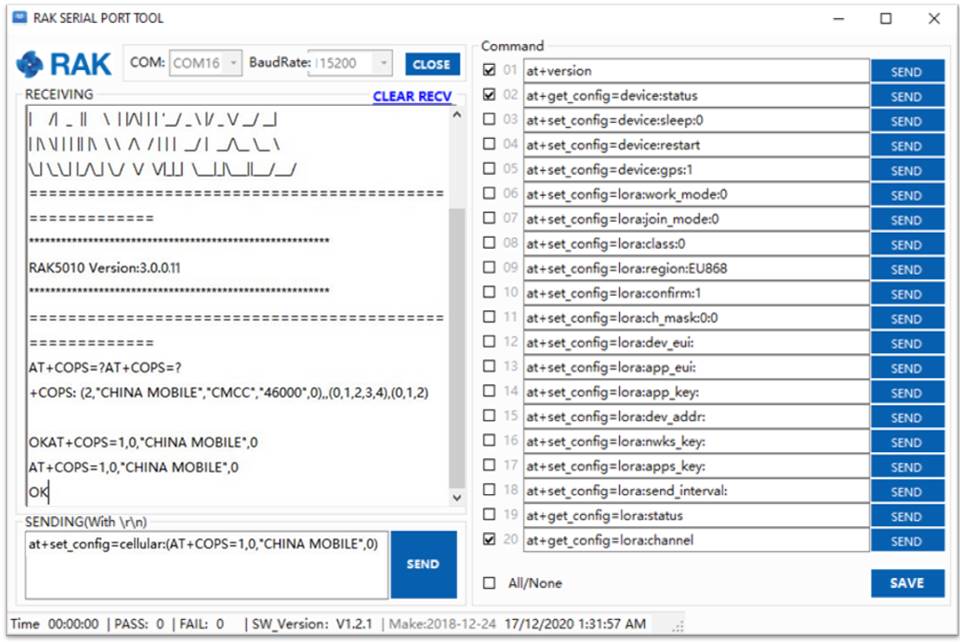 RAK SERIAL PORT TOOL
RAK
COM: COM16
BaudRate: 115200
CLOSE
RECEIVING
CLEAR RECV
=============================================
=============
********************************************************
RAK5010 Version:3.0.0.11
********************************************************
=============================================
=============
AT+COPS=?AT+COPS=?
+COPS: (2,"CHINA MOBILE","CMCC","46000",0),,(0,1,2,3,4),(0,1,2)
OKAT+COPS=1,0,"CHINA MOBILE",0
AT+COPS=1,0,"CHINA MOBILE",0
OK
SENDING(With \r\n)
at+set_config=cellular:(AT+COPS=1,0,"CHINA MOBILE",0)
SEND
Command
01 at+version SEND
02 at+get_config=device:status SEND
03 at+set_config=device:sleep:0 SEND
04 at+set_config=device:restart SEND
05 at+set_config=device:gps:1 SEND
06 at+set_config=lora:work_mode:0 SEND
07 at+set_config=lora:join_mode:0 SEND
08 at+set_config=lora:class:0 SEND
09 at+set_config=lora:region:EU868 SEND
10 at+set_config=lora:confirm:1 SEND
11 at+set_config=lora:ch_mask:0:0 SEND
12 at+set_config=lora:dev_eui: SEND
13 at+set_config=lora:app_eui: SEND
14 at+set_config=lora:app_key: SEND
15 at+set_config=lora:dev_addr: SEND
16 at+set_config=lora:nwks_key: SEND
17 at+set_config=lora:apps_key: SEND
18 at+set_config=lora:send_interval: SEND
19 at+get_config=lora:status SEND
20 at+get_config=lora:channel SEND
All/None
SAVE
Time 00:00:00 | PASS: 0 | FAIL: 0 | SW_Version: V1.2.1 | Make:2018-12-24 17/12/2020 1:31:57 AM